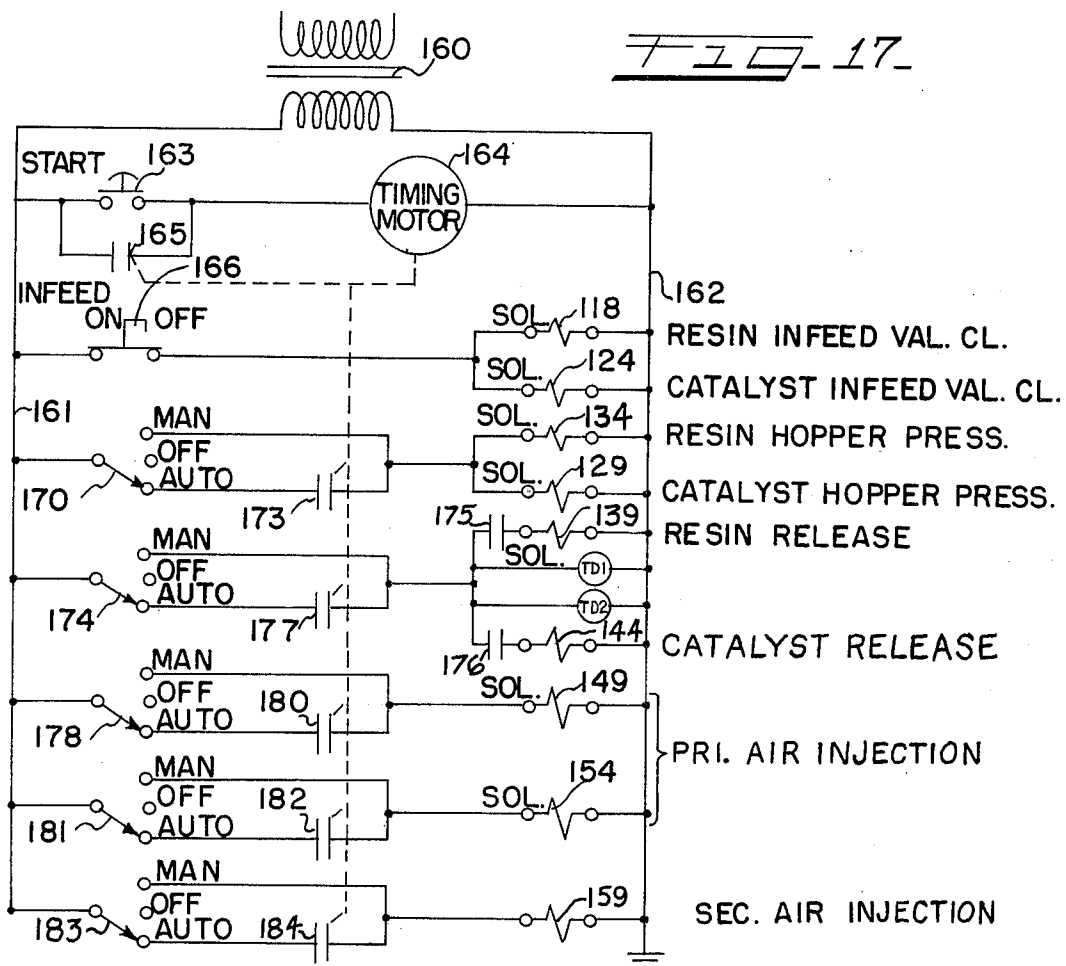 160
Fig. 17.
START 163
164
TIMING
MOTOR
165
166
INFEED
ON OFF
162
SOL. 118 RESIN INFEED VAL. CL.
SOL. 124 CATALYST INFEED VAL. CL.
161
MAN
OFF
AUTO
170
173
SOL. 134 RESIN HOPPER PRESS.
SOL. 129 CATALYST HOPPER PRESS.
175 139 RESIN RELEASE
SOL.
TD1
TD2
MAN
OFF
AUTO
174
177
176 144 CATALYST RELEASE
MAN
OFF
AUTO
178
180
SOL. 149
PRI. AIR INJECTION
MAN
OFF
AUTO
181
182
SOL. 154
MAN
OFF
AUTO
183
184
159 SEC. AIR INJECTION